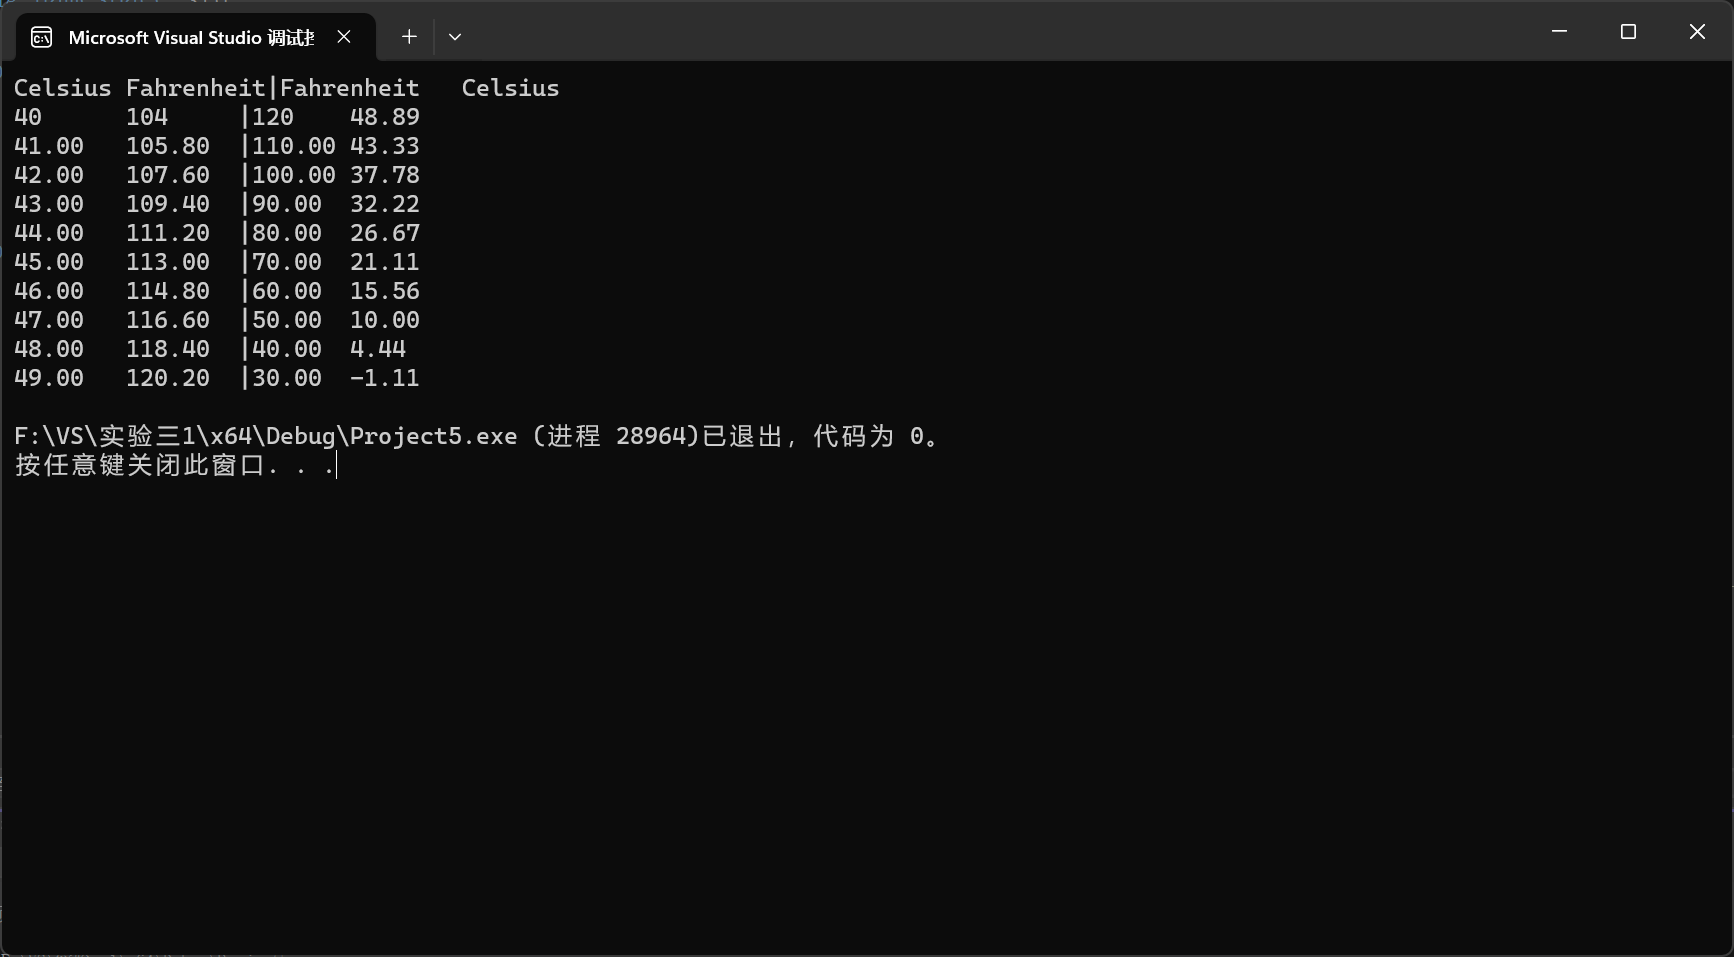 Microsoft Visual Studio 调试
Celsius Fahrenheit|Fahrenheit   Celsius
40      104     |120    48.89
41.00   105.80  |110.00 43.33
42.00   107.60  |100.00 37.78
43.00   109.40  |90.00  32.22
44.00   111.20  |80.00  26.67
45.00   113.00  |70.00  21.11
46.00   114.80  |60.00  15.56
47.00   116.60  |50.00  10.00
48.00   118.40  |40.00  4.44
49.00   120.20  |30.00  -1.11
F:\VS\实验三1\x64\Debug\Project5.exe (进程 28964)已退出，代码为 0。
按任意键关闭此窗口. . .